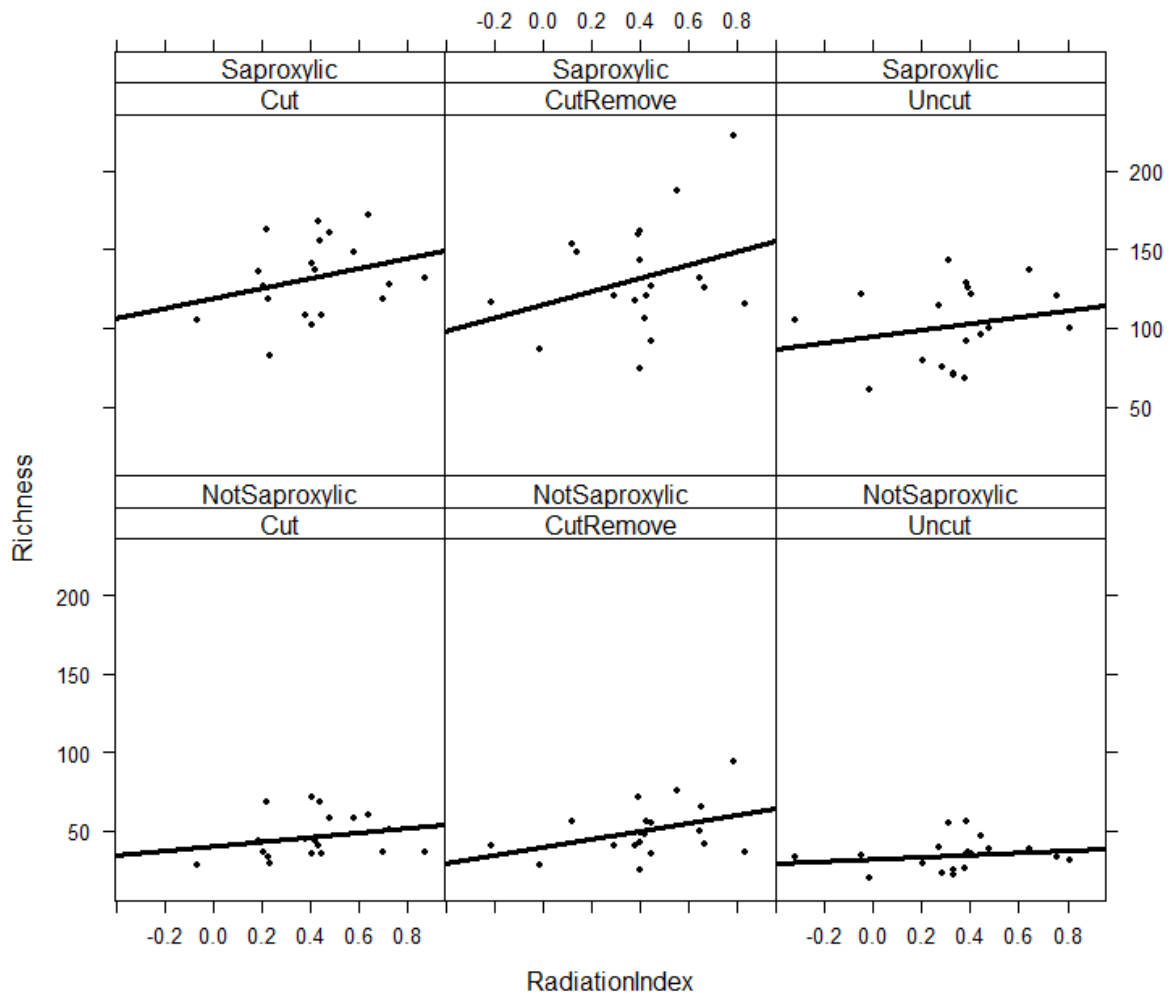 -0.2 0.0 0.2 0.4 0.6 0.8
Saproxylic Saproxylic Saproxylic
Cut CutRemove Uncut
200
150
100
50
NotSaproxylic NotSaproxylic NotSaproxylic
Cut CutRemove Uncut
Richness
200
150
100
50
-0.2 0.0 0.2 0.4 0.6 0.8 -0.2 0.0 0.2 0.4 0.6 0.8
RadiationIndex